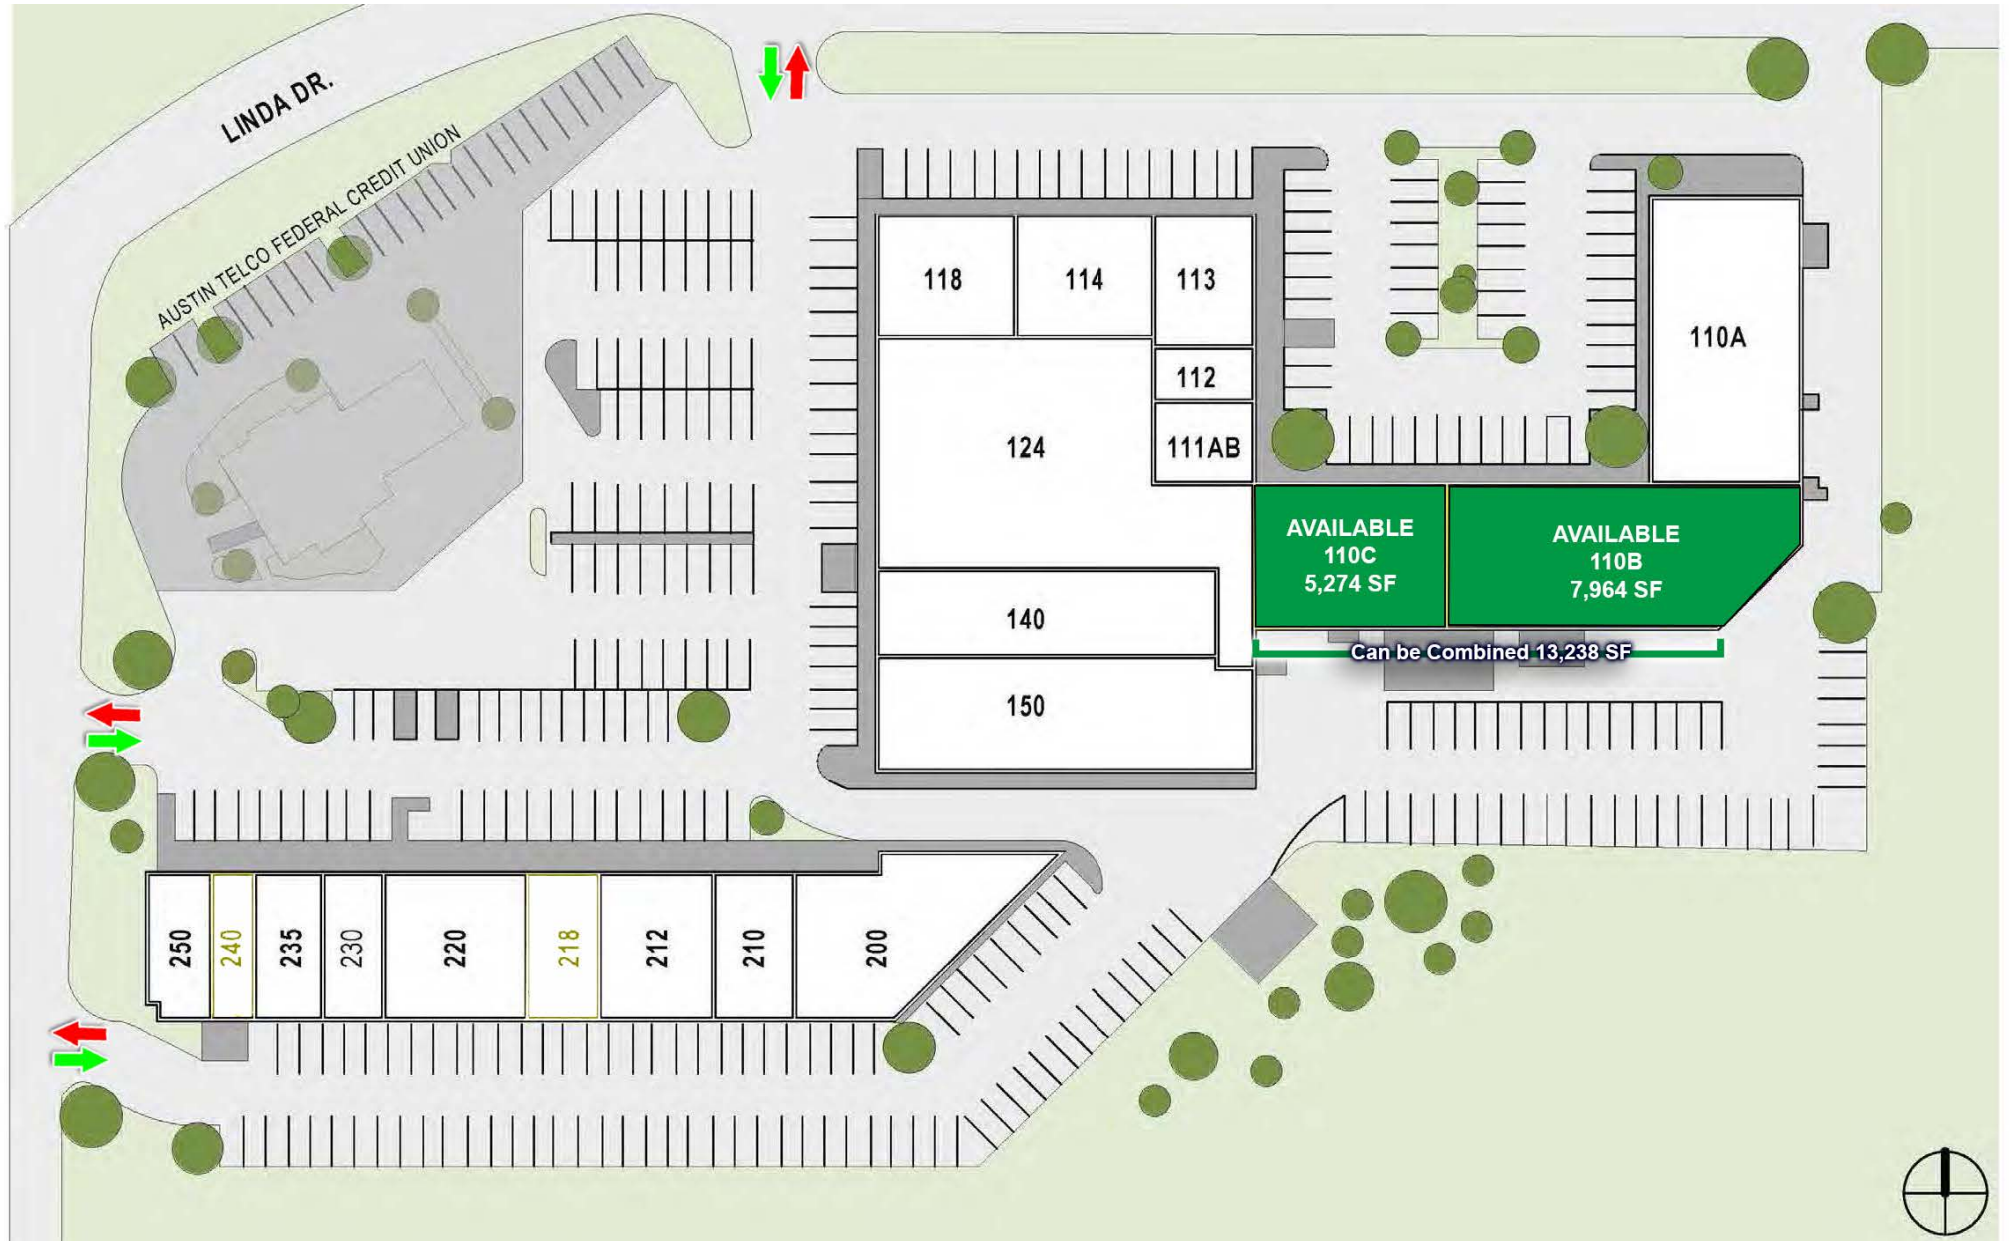 LINDA DR.
AUSTIN TELCO FEDERAL CREDIT UNION
118
114
113
110A
112
124
111AB
AVAILABLE
110C
5,274 SF
AVAILABLE
110B
7,964 SF
140
Can be Combined 13,238 SF
150
250
240
235
230
220
218
212
210
200